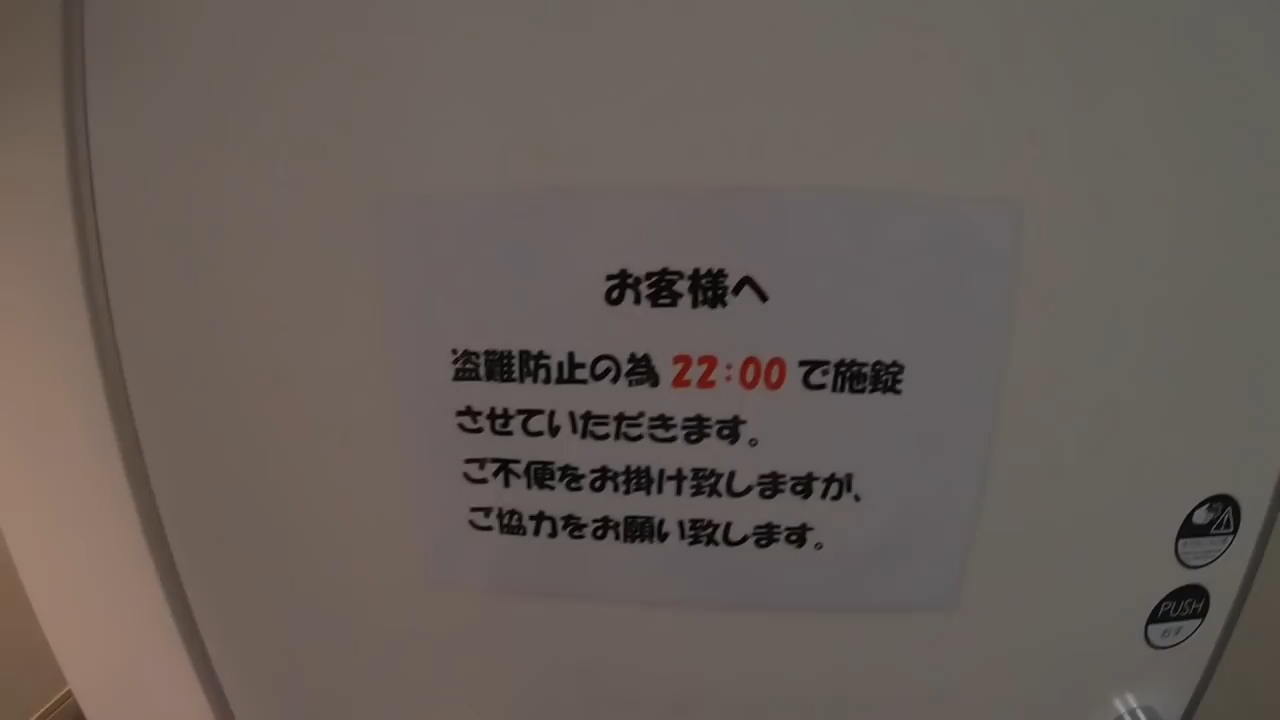 お客様へ
盗難防止の為 22:00 で施錠
させていただきます。
ご不便をお掛け致しますが、
ご協力をお願い致します。
PUSH
おす